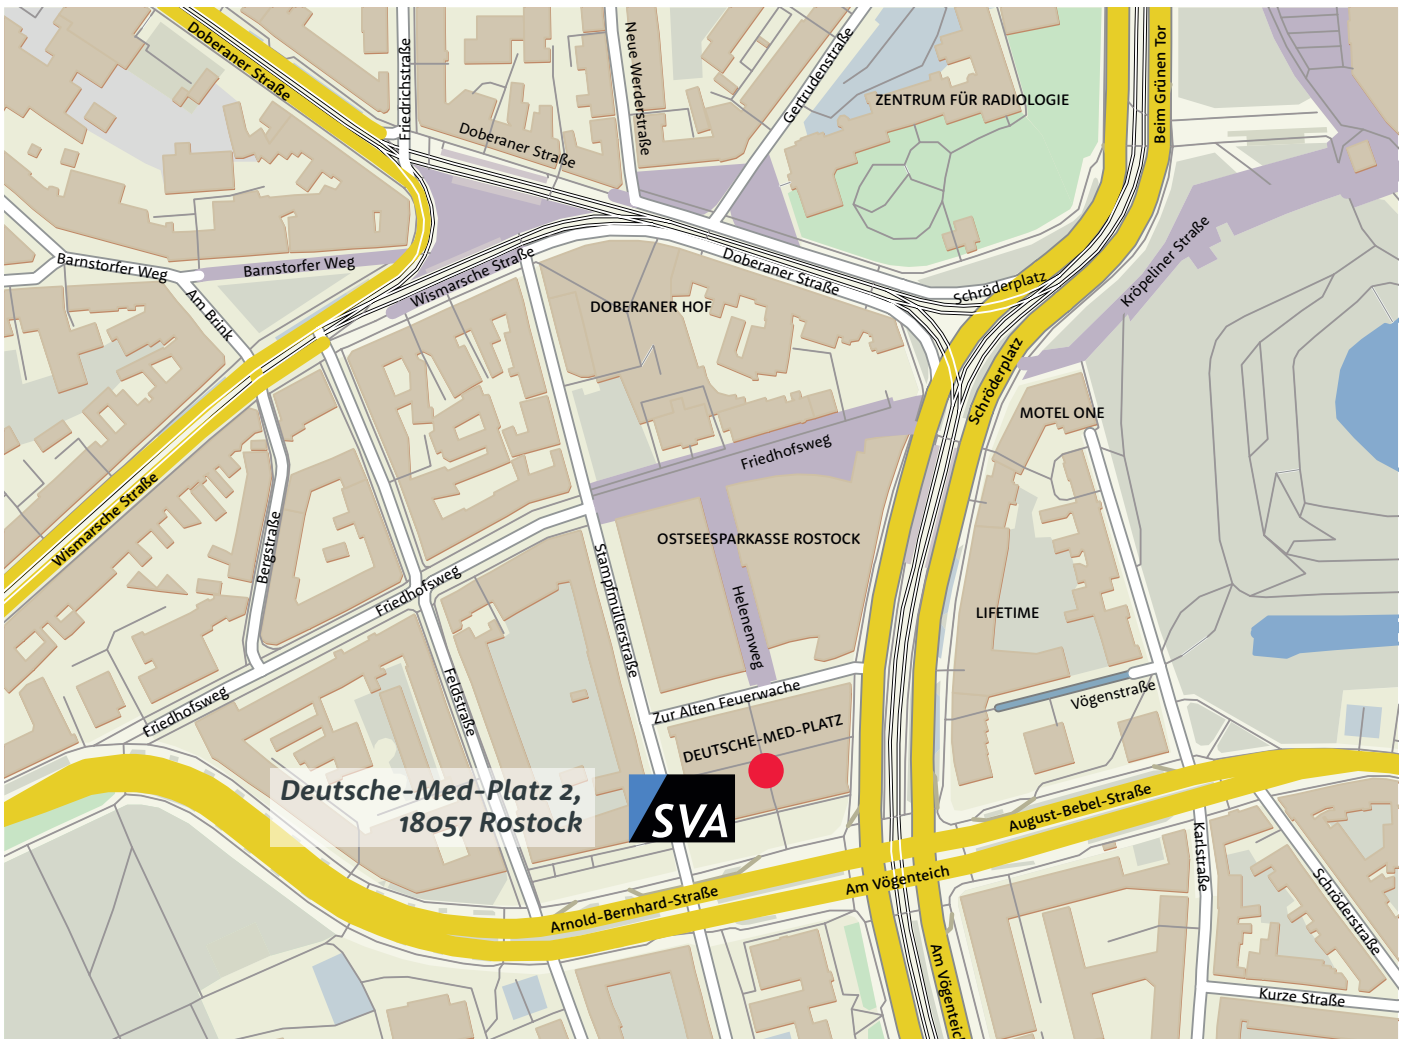 Doberaner Straße
Friedrichstraße
Neue Werderstraße
Gertrudenstraße
Beim Grünen Tor
ZENTRUM FÜR RADIOLOGIE
Doberaner Straße
Barnstorfer Weg
Barnstorfer Weg
Wismarsche Straße
Doberaner Straße
Schröderplatz
Kröpeliner Straße
Am Brink
DOBERANER HOF
Schröderplatz
MOTEL ONE
Friedhofsweg
Wismarsche Straße
Bergstraße
OSTSEESPARKASSE ROSTOCK
Friedhofsweg
Stampfmüllerstraße
Helenenweg
LIFETIME
Friedhofsweg
Feldstraße
Zur Alten Feuerwache
Vögenstraße
DEUTSCHE-MED-PLATZ
Deutsche-Med-Platz 2,
18057 Rostock
SVA
August-Bebel-Straße
Am Vögenteich
Arnold-Bernhard-Straße
Karlstraße
Schröderstraße
Am Vögenteich
Kurze Straße